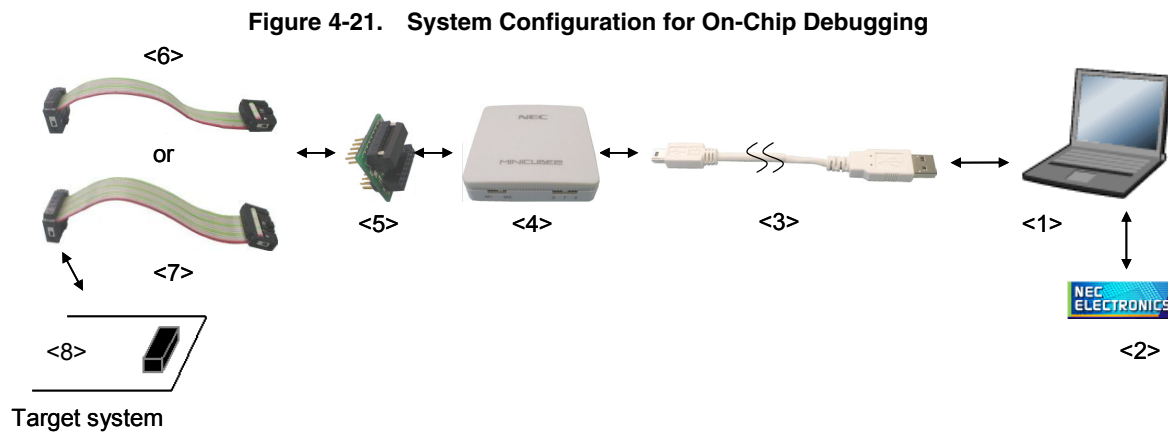 Figure 4-21. System Configuration for On-Chip Debugging
<6>
or
<7>
<5>
NEC
MINICUBE2
<4>
<3>
<1>
NEC
ELECTRONICS
<2>
<8>
Target system